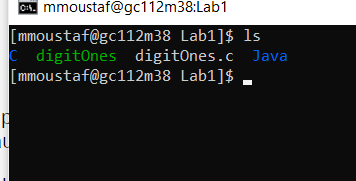 mmoustaf@gc112m38:Lab1
[mmoustaf@gc112m38 Lab1]$ ls
C digitOnes digitOnes.c Java
[mmoustaf@gc112m38 Lab1]$